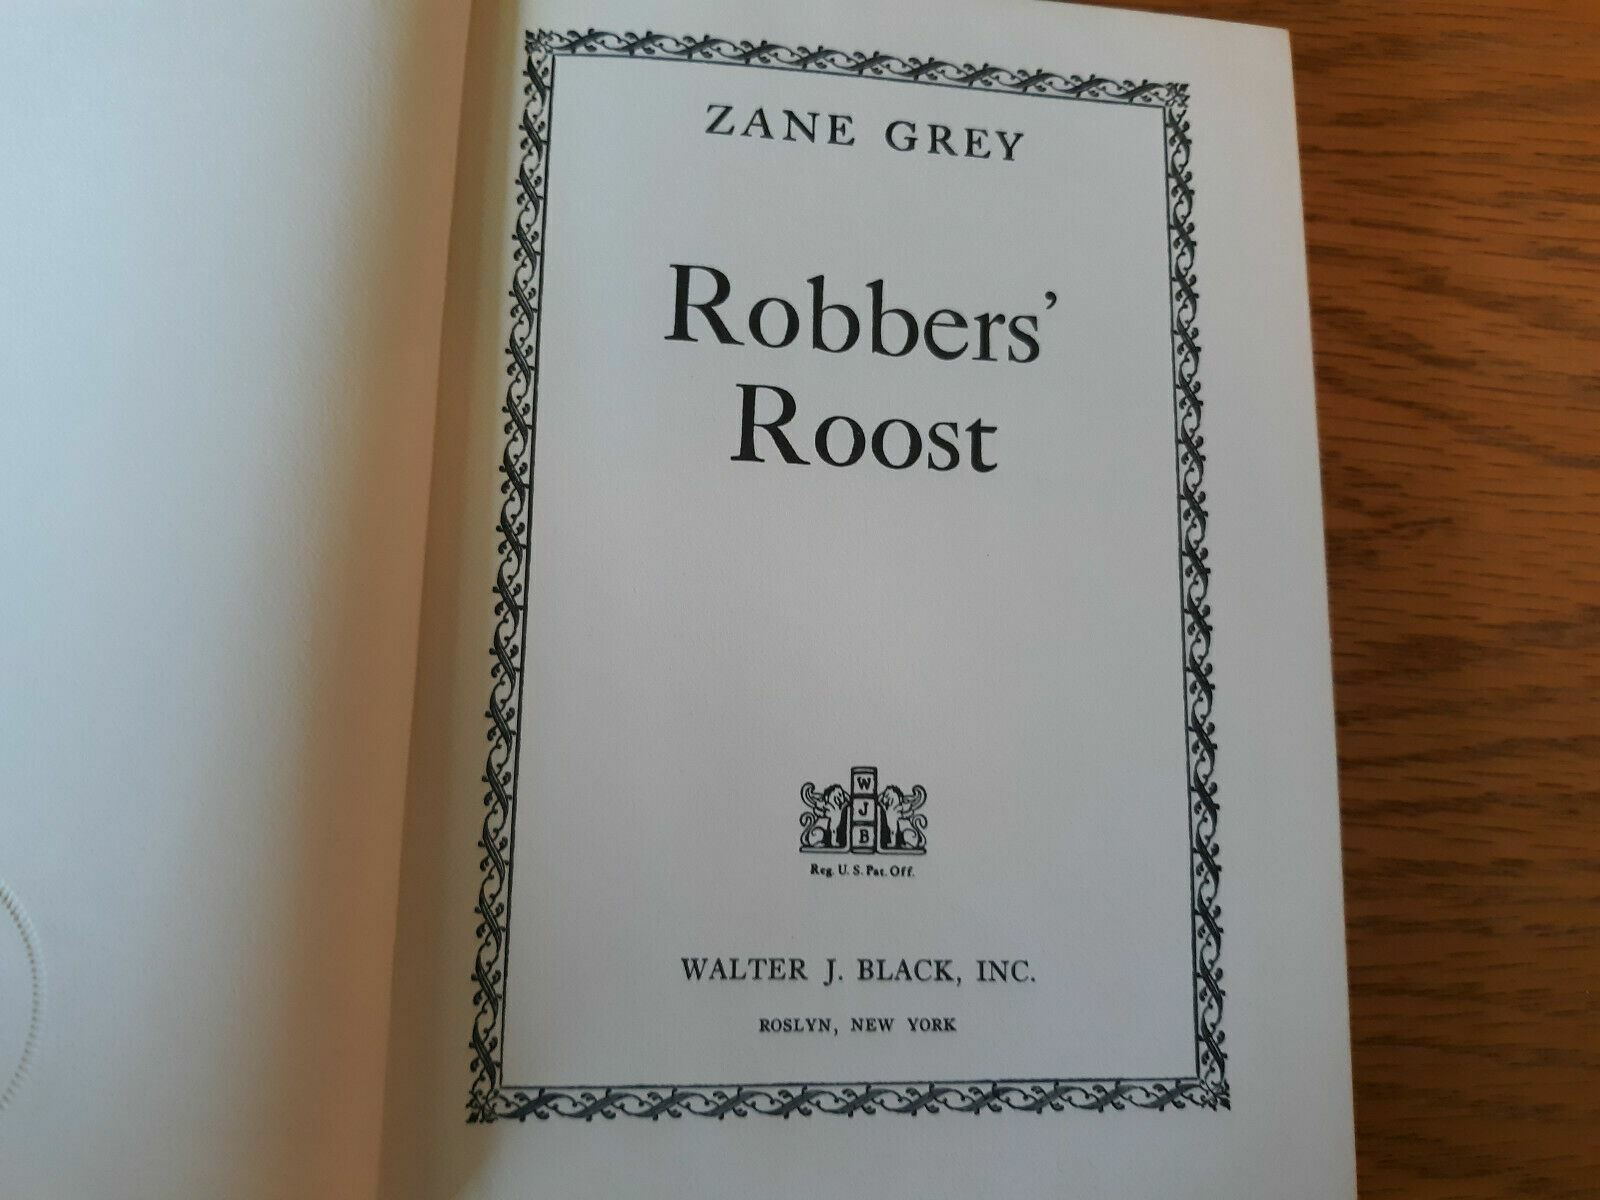 ZANE GREY
Robbers'
Roost
W
J
B
Reg. U. S. Pat. Off.
WALTER J. BLACK, INC.
ROSLYN, NEW YORK